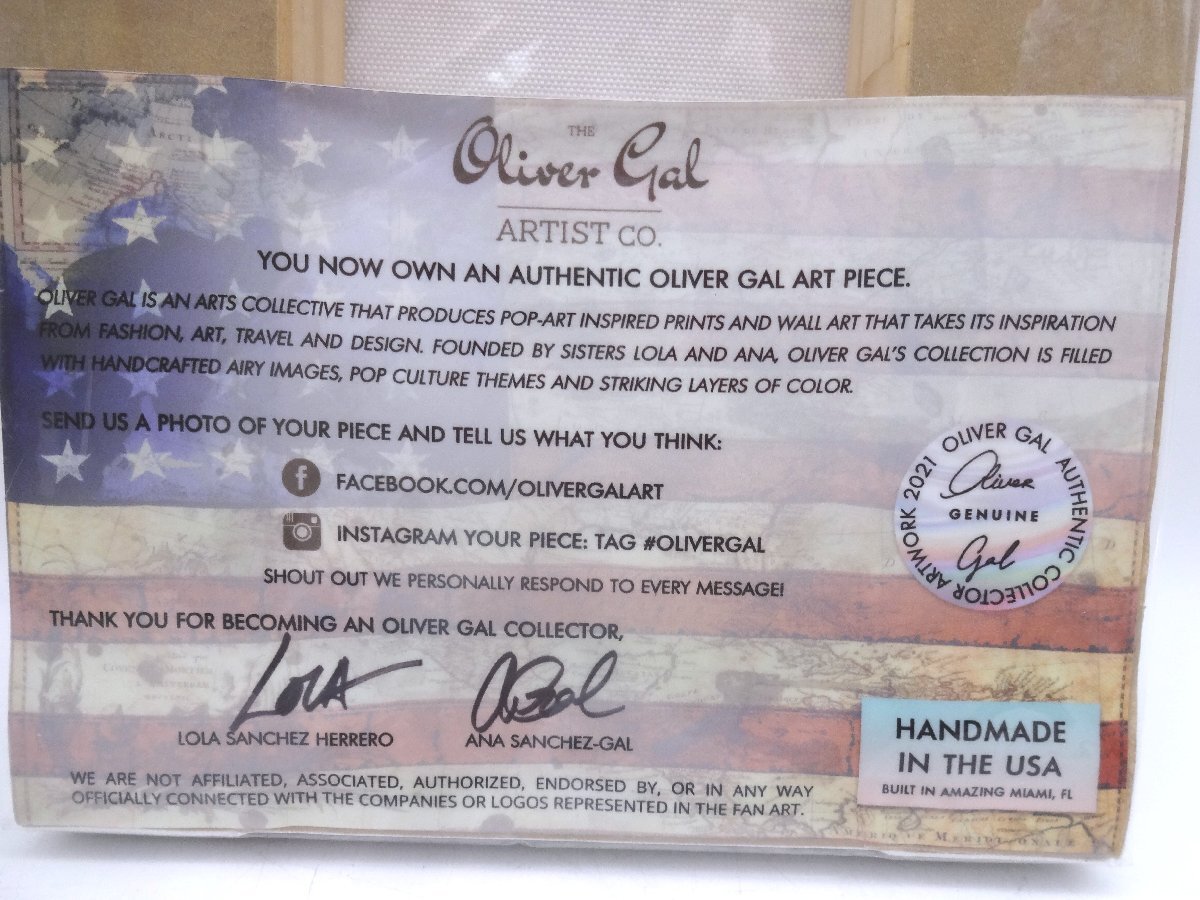 THE
Oliver Gal
ARTIST CO.
YOU NOW OWN AN AUTHENTIC OLIVER GAL ART PIECE.
OLIVER GAL IS AN ARTS COLLECTIVE THAT PRODUCES POP-ART INSPIRED PRINTS AND WALL ART THAT TAKES ITS INSPIRATION
FROM FASHION, ART, TRAVEL AND DESIGN. FOUNDED BY SISTERS LOLA AND ANA, OLIVER GAL'S COLLECTION IS FILLED
WITH HANDCRAFTED AIRY IMAGES, POP CULTURE THEMES AND STRIKING LAYERS OF COLOR.
SEND US A PHOTO OF YOUR PIECE AND TELL US WHAT YOU THINK:
f FACEBOOK.COM/OLIVERGALART
INSTAGRAM YOUR PIECE: TAG #OLIVERGAL
SHOUT OUT WE PERSONALLY RESPOND TO EVERY MESSAGE!
OLIVER GAL AUTHENTIC COLLECTOR ARTWORK 2021
Oliver
GENUINE
Gal
THANK YOU FOR BECOMING AN OLIVER GAL COLLECTOR,
LOLA
LOLA SANCHEZ HERRERO
ANA SANCHEZ-GAL
WE ARE NOT AFFILIATED, ASSOCIATED, AUTHORIZED, ENDORSED BY, OR IN ANY WAY
OFFICIALLY CONNECTED WITH THE COMPANIES OR LOGOS REPRESENTED IN THE FAN ART.
HANDMADE
IN THE USA
BUILT IN AMAZING MIAMI, FL